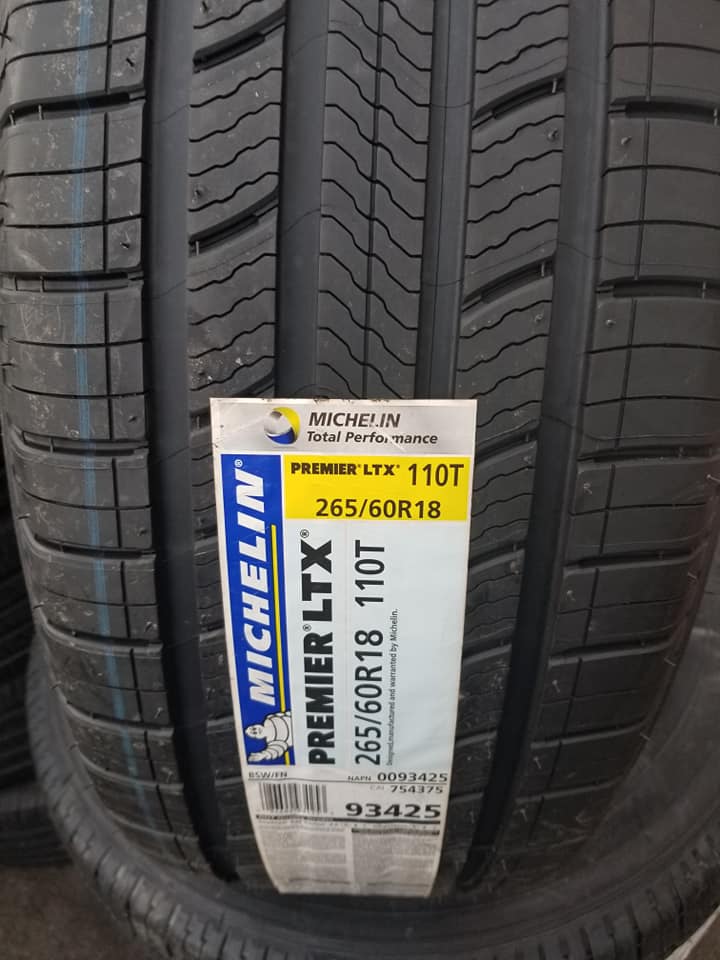 MICHELIN
Total Performance
PREMIER® LTX® 110T
265/60R18
MICHELIN®
PREMIER® LTX®
265/60R18 110T
Designed, manufactured and warranted by Michelin.
BSW/FN
NAPN 0093425
CAI 754375
93425